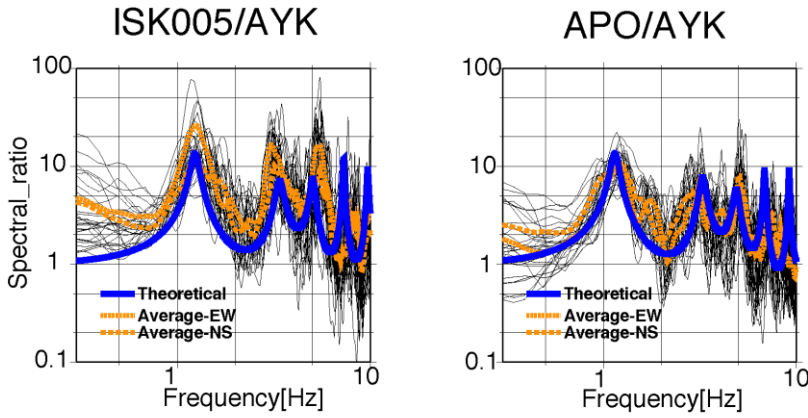 ISK005/AYK
Spectral_ratio
100
10
1
0.1
Theoretical
Average-EW
Average-NS
1
10
Frequency[Hz]
APO/AYK
100
10
1
0.1
Theoretical
Average-EW
Average-NS
1
10
Frequency[Hz]